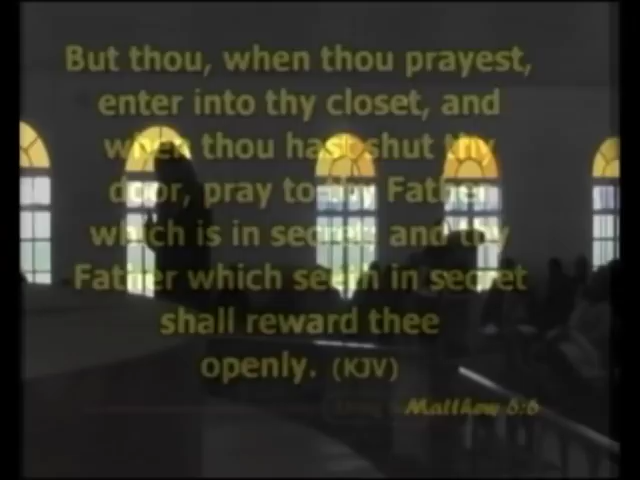 But thou, when thou prayest,
enter into thy closet, and
when thou hast shut thy
door, pray to thy Father
which is in secret; and thy
Father which seeth in secret
shall reward thee
openly. (KJV)
Matthew 6:6